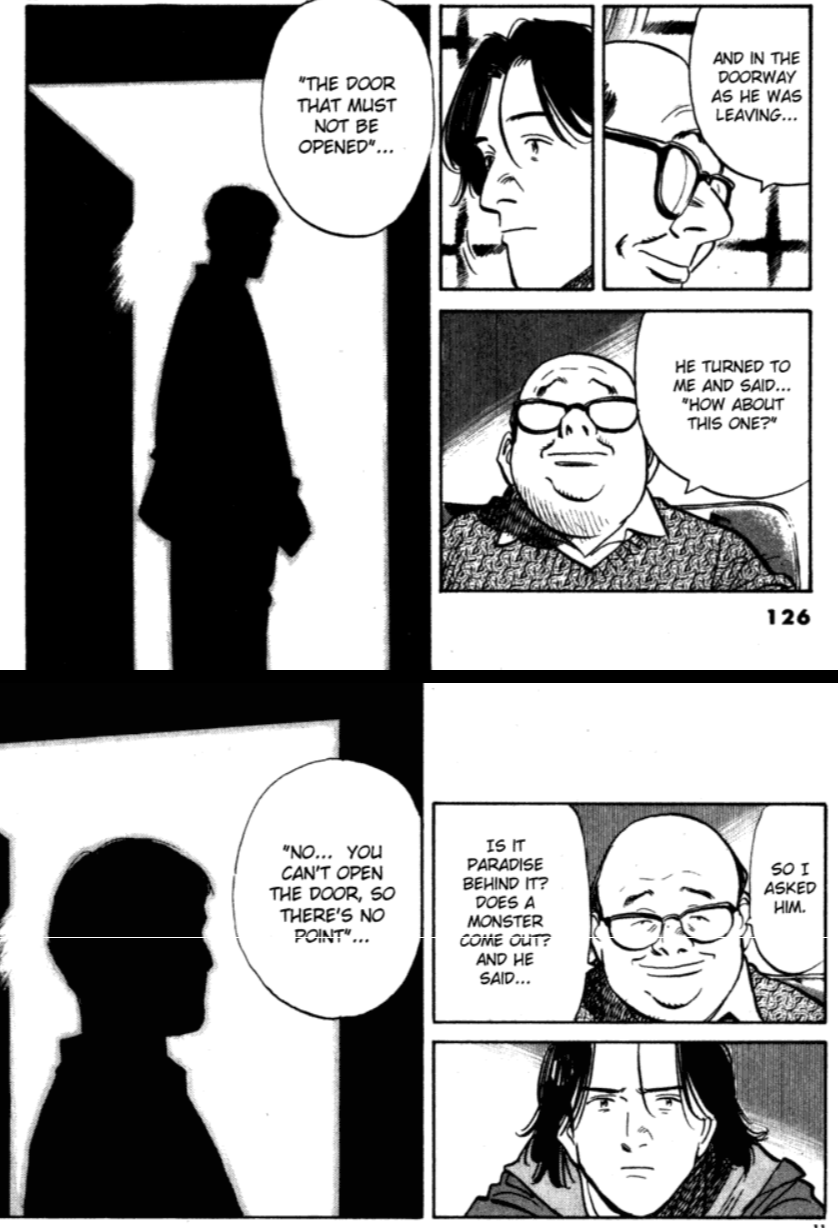 AND IN THE
DOORWAY
AS HE WAS
LEAVING...
HE TURNED TO
ME AND SAID...
"HOW ABOUT
THIS ONE?"
"THE DOOR
THAT MUST
NOT BE
OPENED"...
126
SO I
ASKED
HIM.
IS IT
PARADISE
BEHIND IT?
DOES A
MONSTER
COME OUT?
AND HE
SAID...
"NO... YOU
CAN'T OPEN
THE DOOR, SO
THERE'S NO
POINT"...